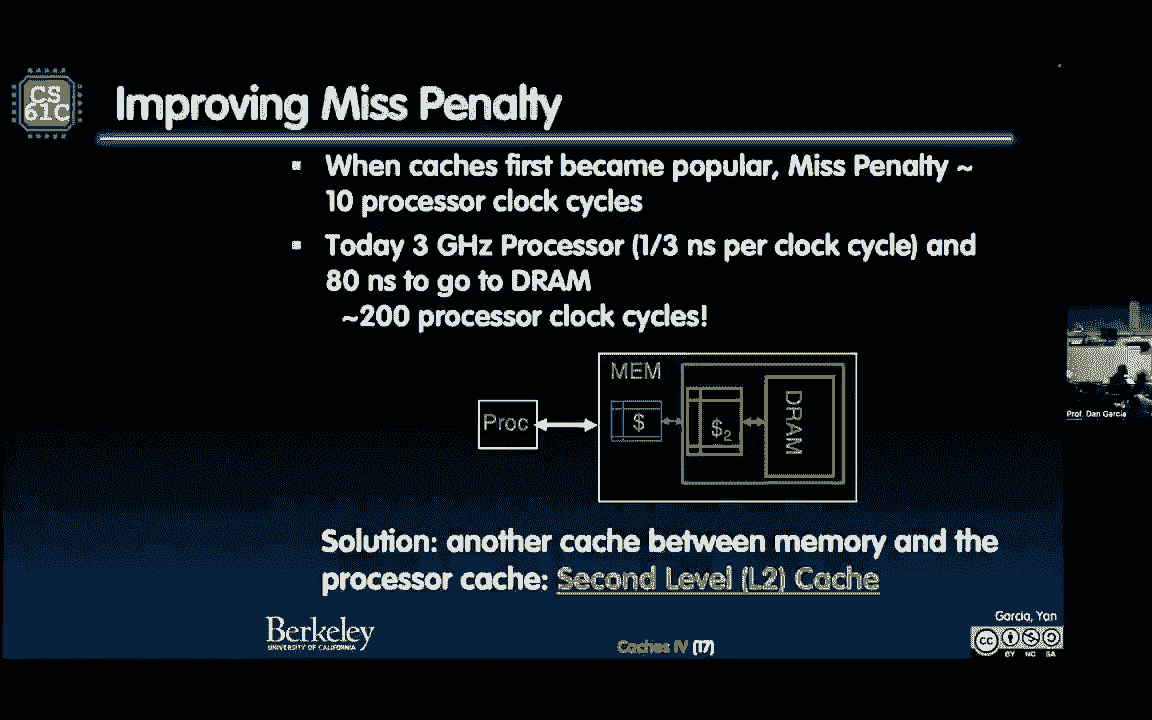 CS
61C
Improving Miss Penalty
▪ When caches first became popular, Miss Penalty ~
10 processor clock cycles
▪ Today 3 GHz Processor (1/3 ns per clock cycle) and
80 ns to go to DRAM
~200 processor clock cycles!
MEM
Proc
$
$2
DRAM
Prof. Dan Garcia
Solution: another cache between memory and the
processor cache: Second Level (L2) Cache
Berkeley
UNIVERSITY OF CALIFORNIA
Caches IV (17)
Garcia, Yan
cc
BY NC SA